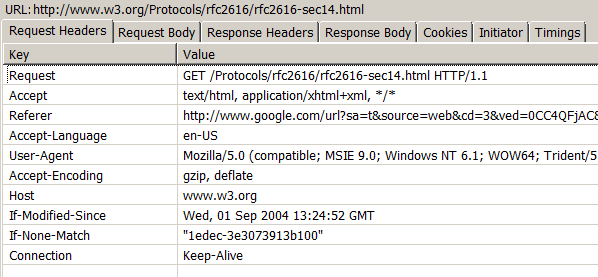 URL: http://www.w3.org/Protocols/rfc2616/rfc2616-sec14.html
Request Headers Request Body Response Headers Response Body Cookies Initiator Timings
Key Value
Request GET /Protocols/rfc2616/rfc2616-sec14.html HTTP/1.1
Accept text/html, application/xhtml+xml, */*
Referer http://www.google.com/url?sa=t&source=web&cd=3&ved=0CC4QFjAC&
Accept-Language en-US
User-Agent Mozilla/5.0 (compatible; MSIE 9.0; Windows NT 6.1; WOW64; Trident/5
Accept-Encoding gzip, deflate
Host www.w3.org
If-Modified-Since Wed, 01 Sep 2004 13:24:52 GMT
If-None-Match "1edec-3e3073913b100"
Connection Keep-Alive